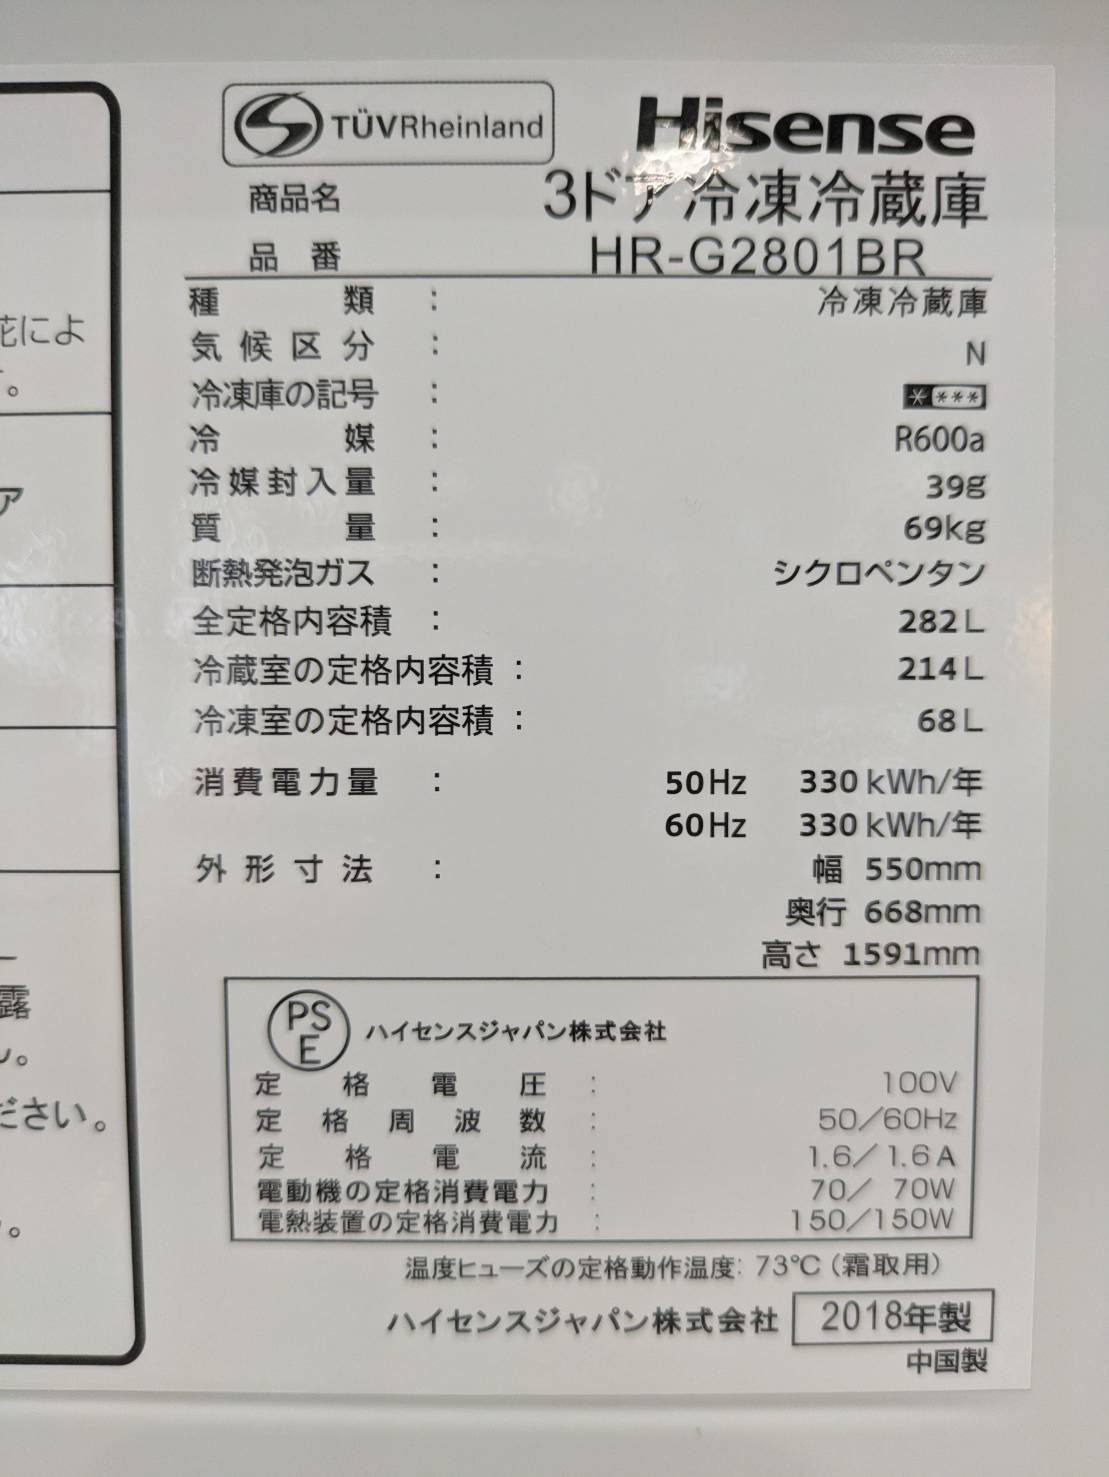 花によ
。
ア
露
ん。
ださい。
。
TÜVRheinland
Hisense
商品名 3ドア冷凍冷蔵庫
品番 HR-G2801BR
種類 : 冷凍冷蔵庫
気候区分 : N
冷凍庫の記号 : ****
冷媒 : R600a
冷媒封入量 : 39g
質量 : 69kg
断熱発泡ガス : シクロペンタン
全定格内容積 : 282L
冷蔵室の定格内容積 : 214L
冷凍室の定格内容積 : 68L
消費電力量 : 50Hz 330kWh/年
60Hz 330kWh/年
外形寸法 : 幅 550mm
奥行 668mm
高さ 1591mm
PSE ハイセンスジャパン株式会社
定格電圧 : 100V
定格周波数 : 50/60Hz
定格電流 : 1.6/1.6A
電動機の定格消費電力 : 70/70W
電熱装置の定格消費電力 : 150/150W
温度ヒューズの定格動作温度: 73℃(霜取用)
ハイセンスジャパン株式会社 2018年製
中国製